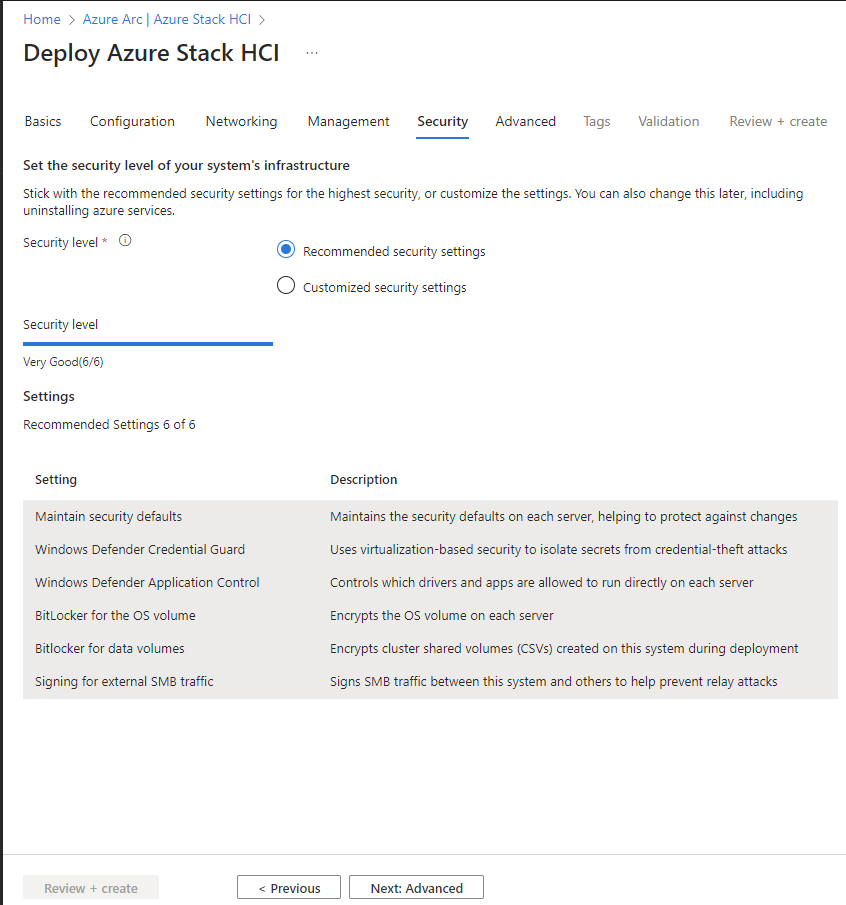 Home > Azure Arc | Azure Stack HCI >
Deploy Azure Stack HCI ...
Basics Configuration Networking Management Security Advanced Tags Validation Review + create
Set the security level of your system's infrastructure
Stick with the recommended security settings for the highest security, or customize the settings. You can also change this later, including
uninstalling azure services.
Security level *
Recommended security settings
Customized security settings
Security level
Very Good(6/6)
Settings
Recommended Settings 6 of 6
Setting Description
Maintain security defaults Maintains the security defaults on each server, helping to protect against changes
Windows Defender Credential Guard Uses virtualization-based security to isolate secrets from credential-theft attacks
Windows Defender Application Control Controls which drivers and apps are allowed to run directly on each server
BitLocker for the OS volume Encrypts the OS volume on each server
Bitlocker for data volumes Encrypts cluster shared volumes (CSVs) created on this system during deployment
Signing for external SMB traffic Signs SMB traffic between this system and others to help prevent relay attacks
Review + create < Previous Next: Advanced